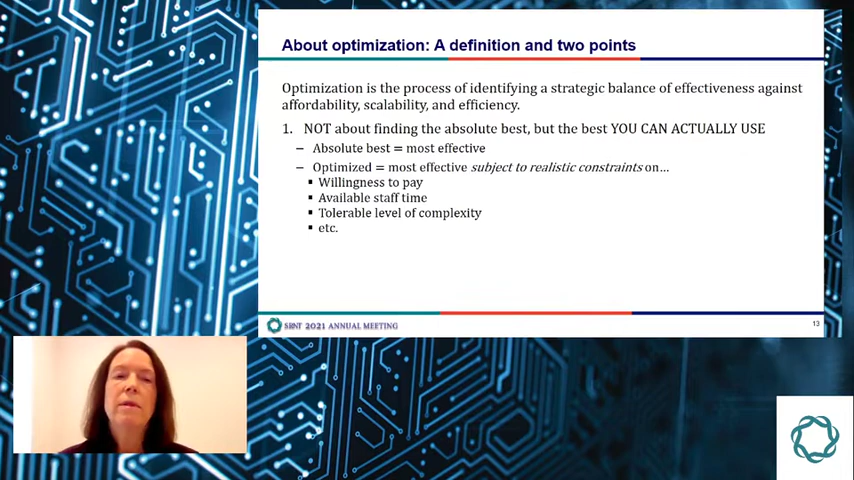 About optimization: A definition and two points
Optimization is the process of identifying a strategic balance of effectiveness against
affordability, scalability, and efficiency.
1. NOT about finding the absolute best, but the best YOU CAN ACTUALLY USE
– Absolute best = most effective
– Optimized = most effective subject to realistic constraints on…
▪ Willingness to pay
▪ Available staff time
▪ Tolerable level of complexity
▪ etc.
SRNT 2021 ANNUAL MEETING
13